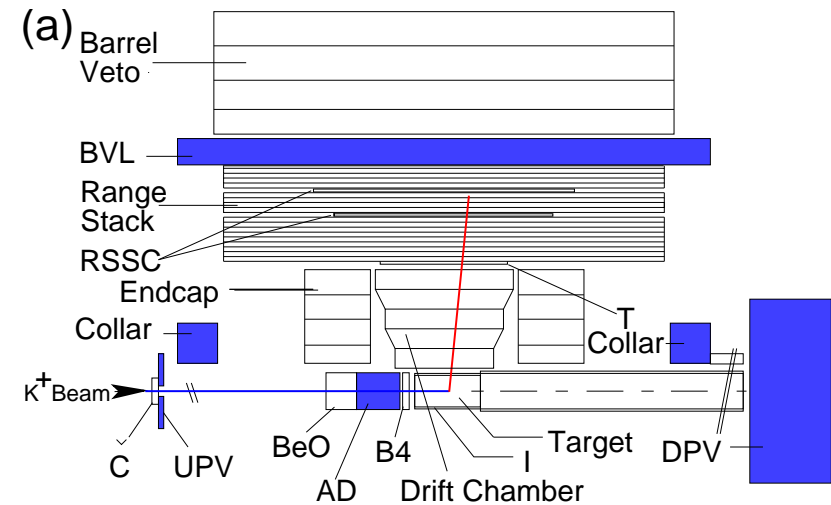 (a)
Barrel
Veto
BVL
Range
Stack
RSSC
Endcap
T
Collar
Collar
K+ Beam
C
UPV
BeO
AD
B4
Drift Chamber
I
Target
DPV